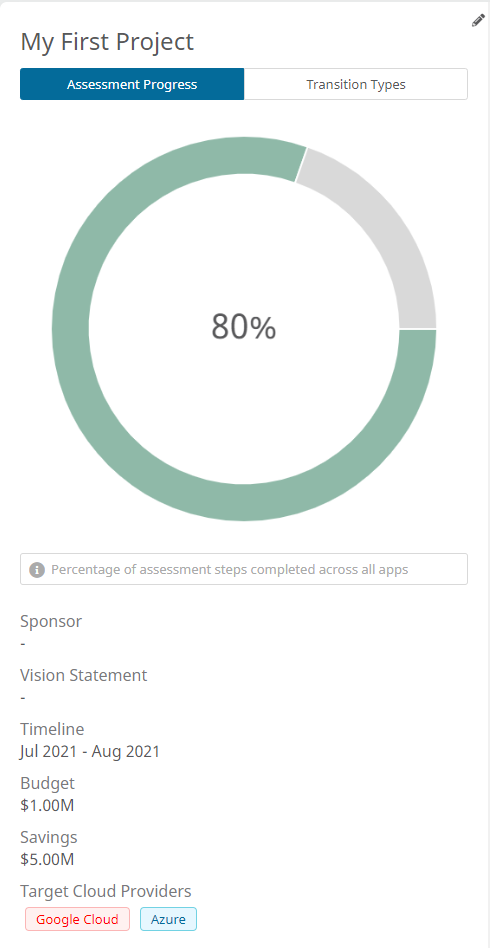 My First Project
Assessment Progress
Transition Types
80%
Percentage of assessment steps completed across all apps
Sponsor
-
Vision Statement
-
Timeline
Jul 2021 - Aug 2021
Budget
$1.00M
Savings
$5.00M
Target Cloud Providers
Google Cloud
Azure